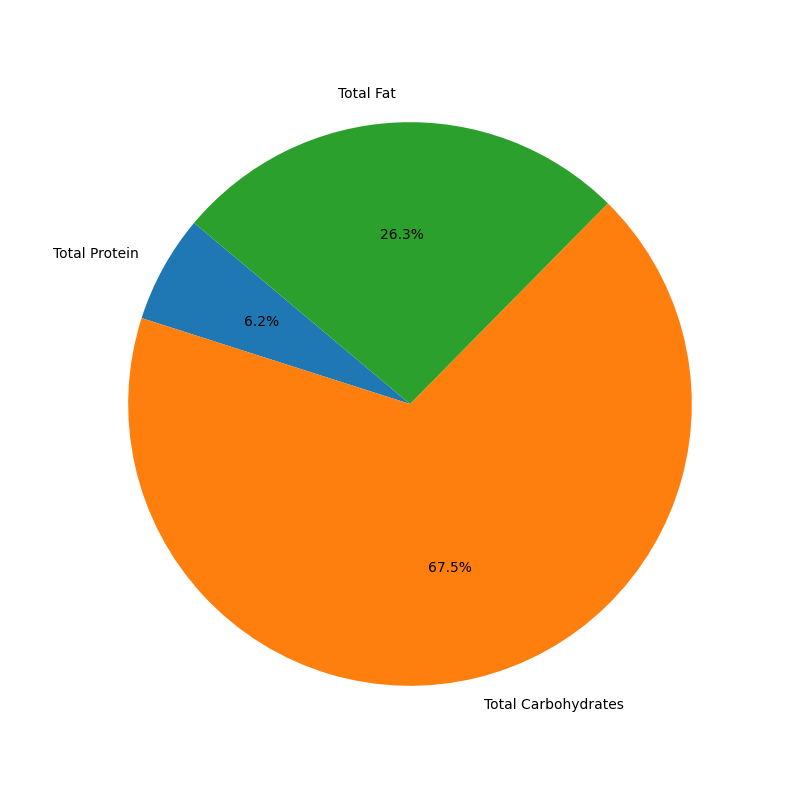 Total Fat
26.3%
Total Protein
6.2%
67.5%
Total Carbohydrates